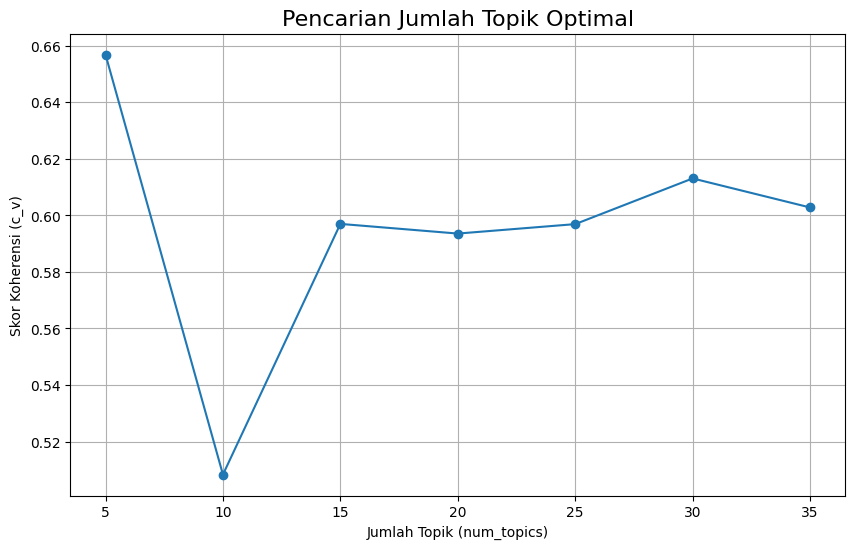 Pencarian Jumlah Topik Optimal
0.66
0.64
0.62
0.60
0.58
0.56
0.54
0.52
Skor Koherensi (c_v)
5 10 15 20 25 30 35
Jumlah Topik (num_topics)